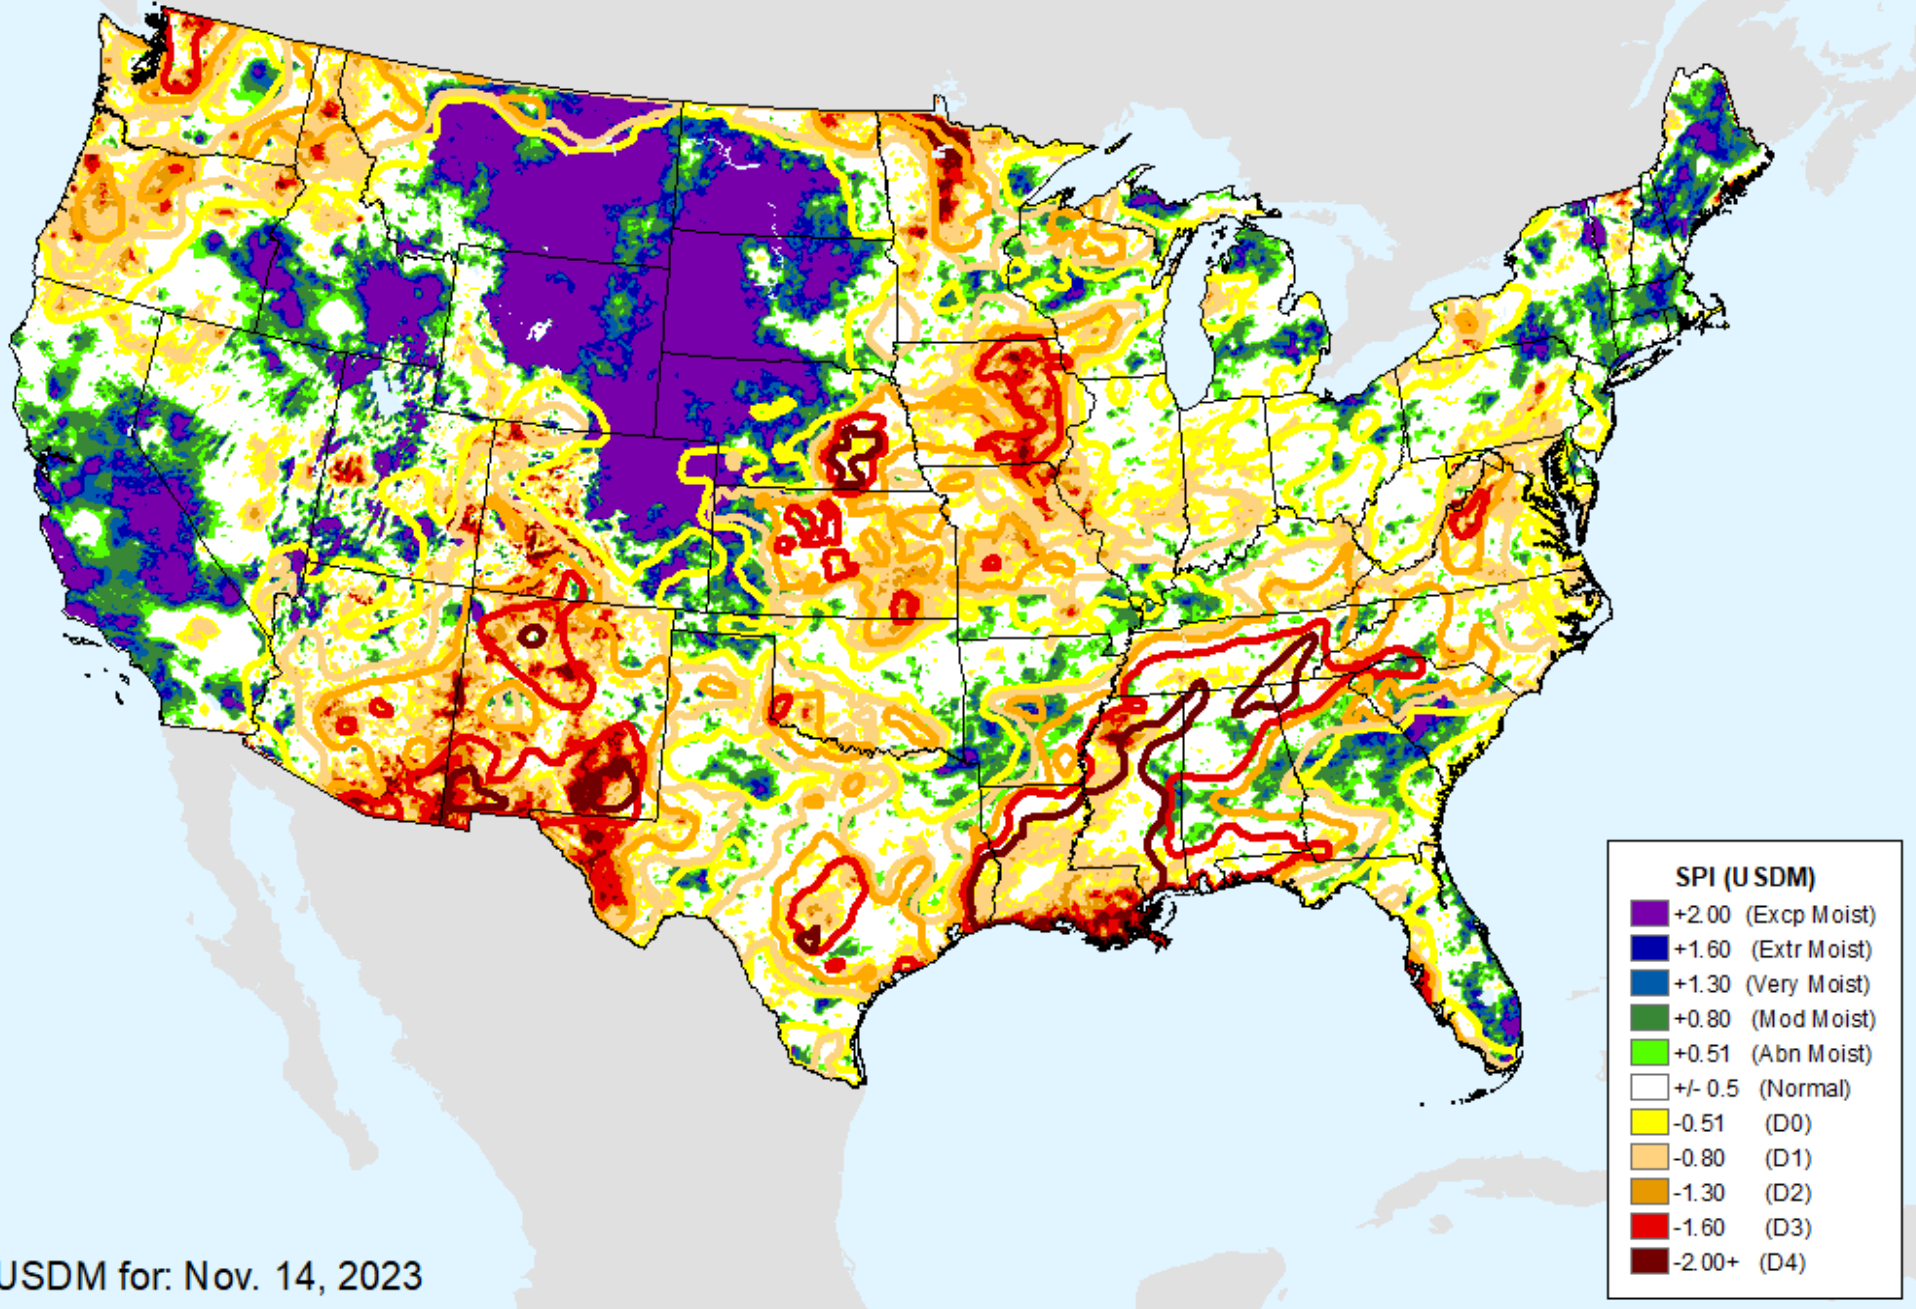 SPI (USDM)
+2.00 (Excp Moist)
+1.60 (Extr Moist)
+1.30 (Very Moist)
+0.80 (Mod Moist)
+0.51 (Abn Moist)
+/- 0.5 (Normal)
-0.51 (D0)
-0.80 (D1)
-1.30 (D2)
-1.60 (D3)
-2.00+ (D4)
USDM for: Nov. 14, 2023